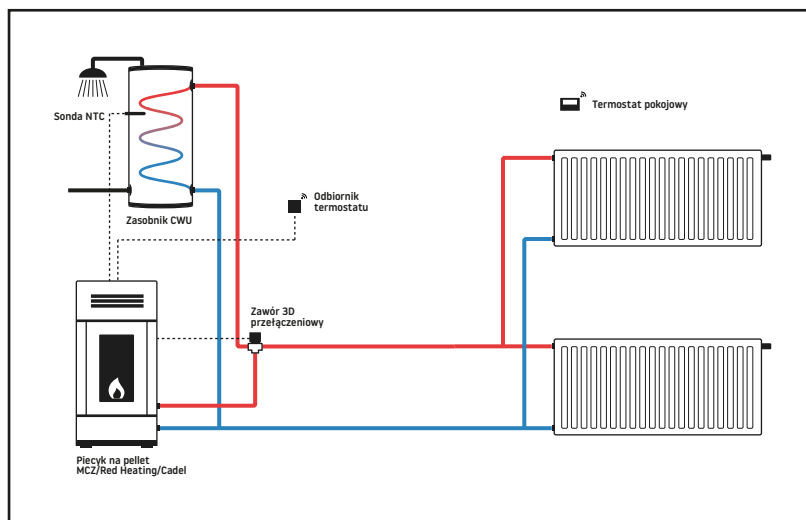 Sonda NTC
Zasobnik CWU
Odbiornik
termostatu
Termostat pokojowy
Zawór 3D
przełączeniowy
Piecyk na pellet
MCZ/Red Heating/Cadel